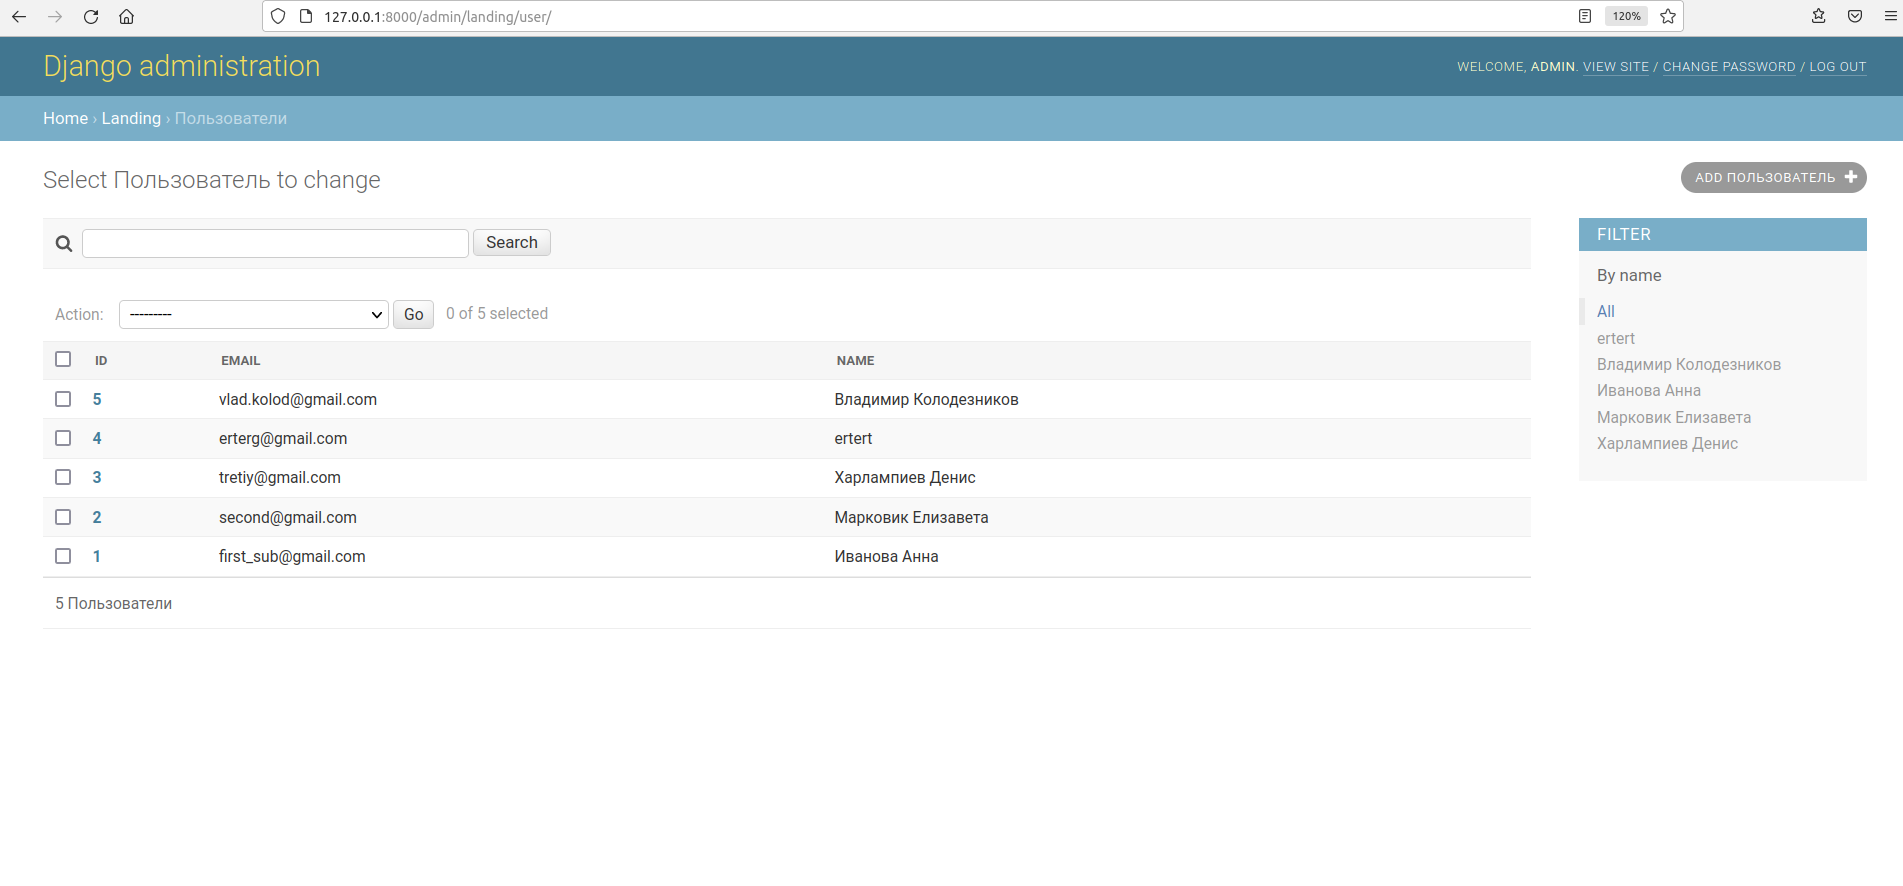 127.0.0.1:8000/admin/landing/user/
120%
Django administration
WELCOME, ADMIN. VIEW SITE / CHANGE PASSWORD / LOG OUT
Home › Landing › Пользователи
Select Пользователь to change
ADD ПОЛЬЗОВАТЕЛЬ
Search
Action: --------- Go 0 of 5 selected
ID EMAIL NAME
5 vlad.kolod@gmail.com Владимир Колодезников
4 erterg@gmail.com ertert
3 tretiy@gmail.com Харлампиев Денис
2 second@gmail.com Марковик Елизавета
1 first_sub@gmail.com Иванова Анна
5 Пользователи
FILTER
By name
All
ertert
Владимир Колодезников
Иванова Анна
Марковик Елизавета
Харлампиев Денис